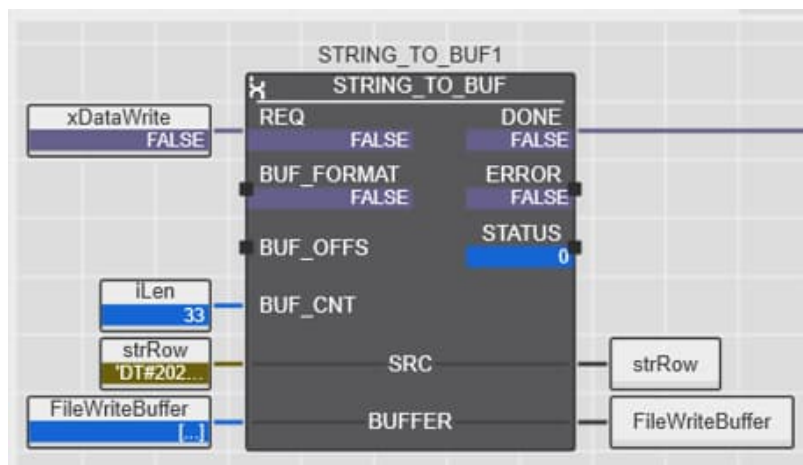 STRING_TO_BUF1
STRING_TO_BUF
xDataWrite
FALSE
REQ
FALSE
DONE
FALSE
BUF_FORMAT
FALSE
ERROR
FALSE
BUF_OFFS
STATUS
0
iLen
33
BUF_CNT
strRow
'DT#202...
SRC
strRow
FileWriteBuffer
[...]
BUFFER
FileWriteBuffer